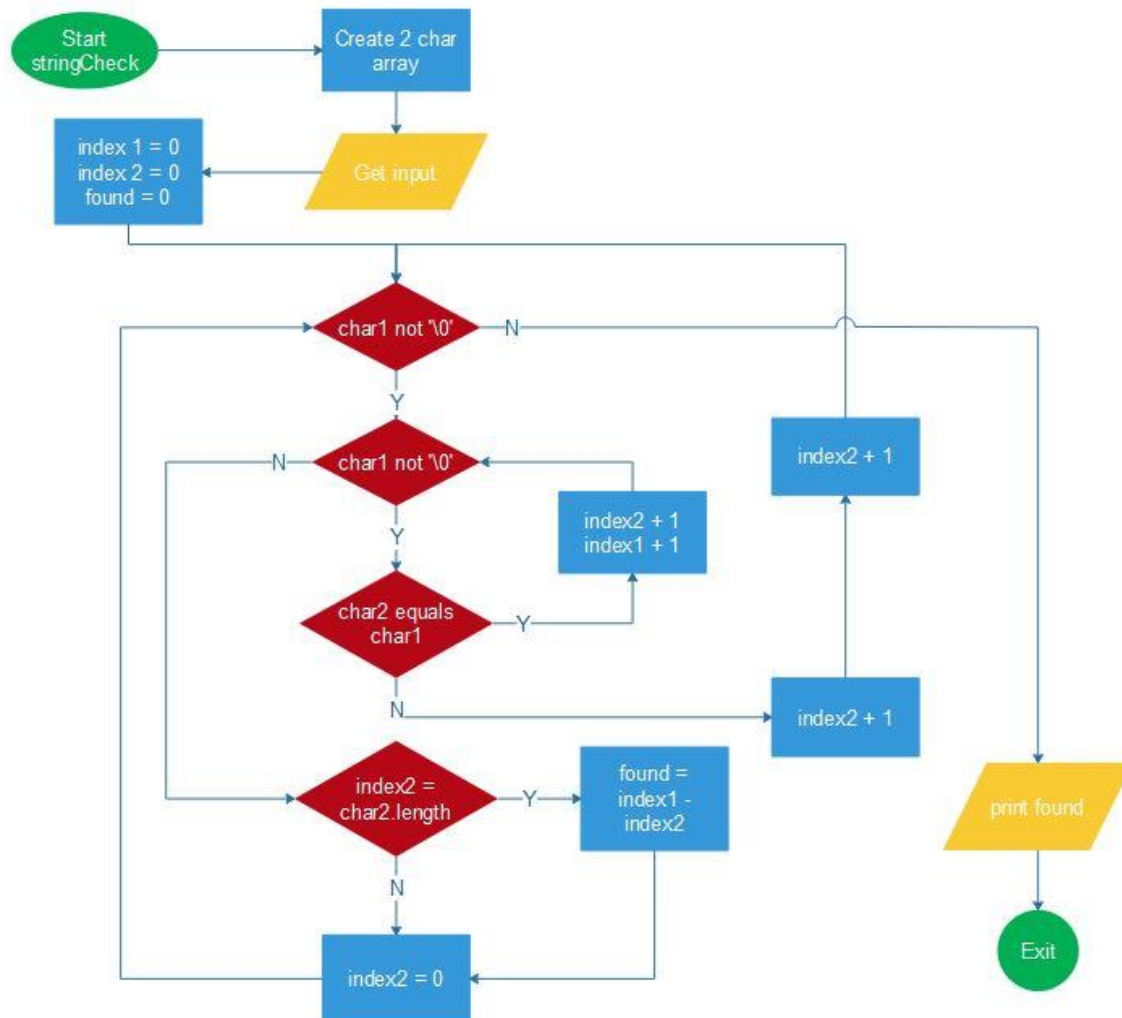 Start
stringCheck
Create 2 char
array
Get input
index 1 = 0
index 2 = 0
found = 0
char1 not '\0'
N
Y
char1 not '\0'
N
Y
index2 + 1
index1 + 1
index2 + 1
char2 equals
char1
Y
N
index2 + 1
index2 =
char2.length
Y
N
found =
index1 -
index2
print found
index2 = 0
Exit